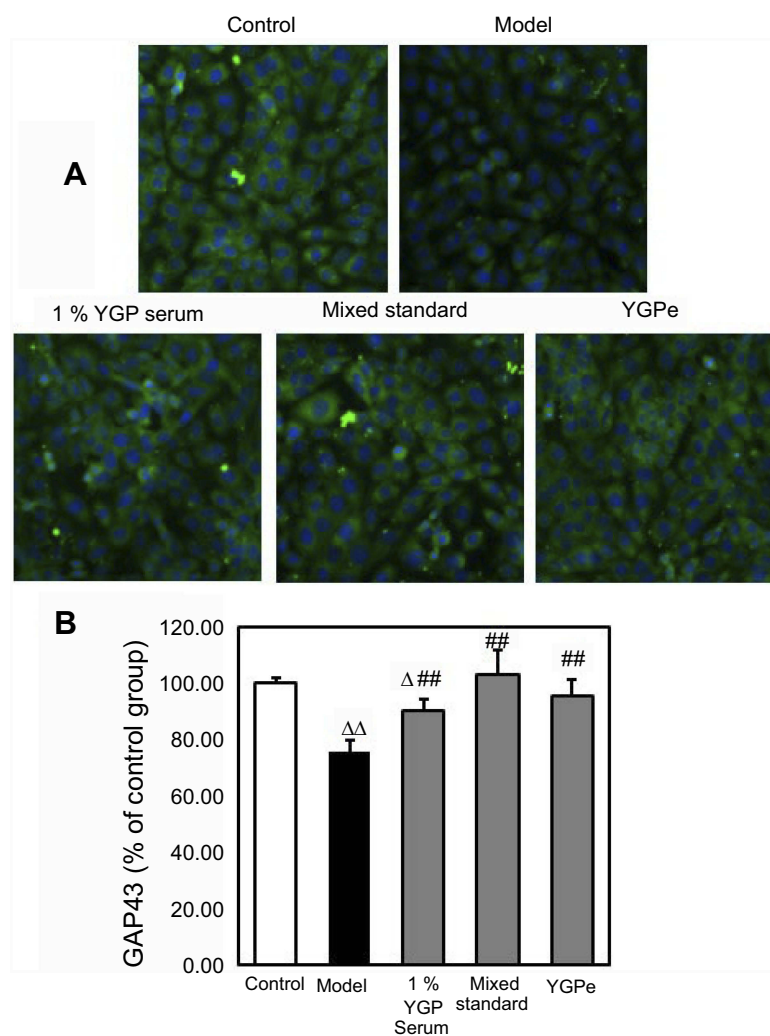 Control Model
A
1 % YGP serum Mixed standard YGPe
B
GAP43 (% of control group)
120.00
100.00
80.00
60.00
40.00
20.00
0.00
ΔΔ
Δ ##
##
##
Control Model 1 % YGP Serum Mixed standard YGPe